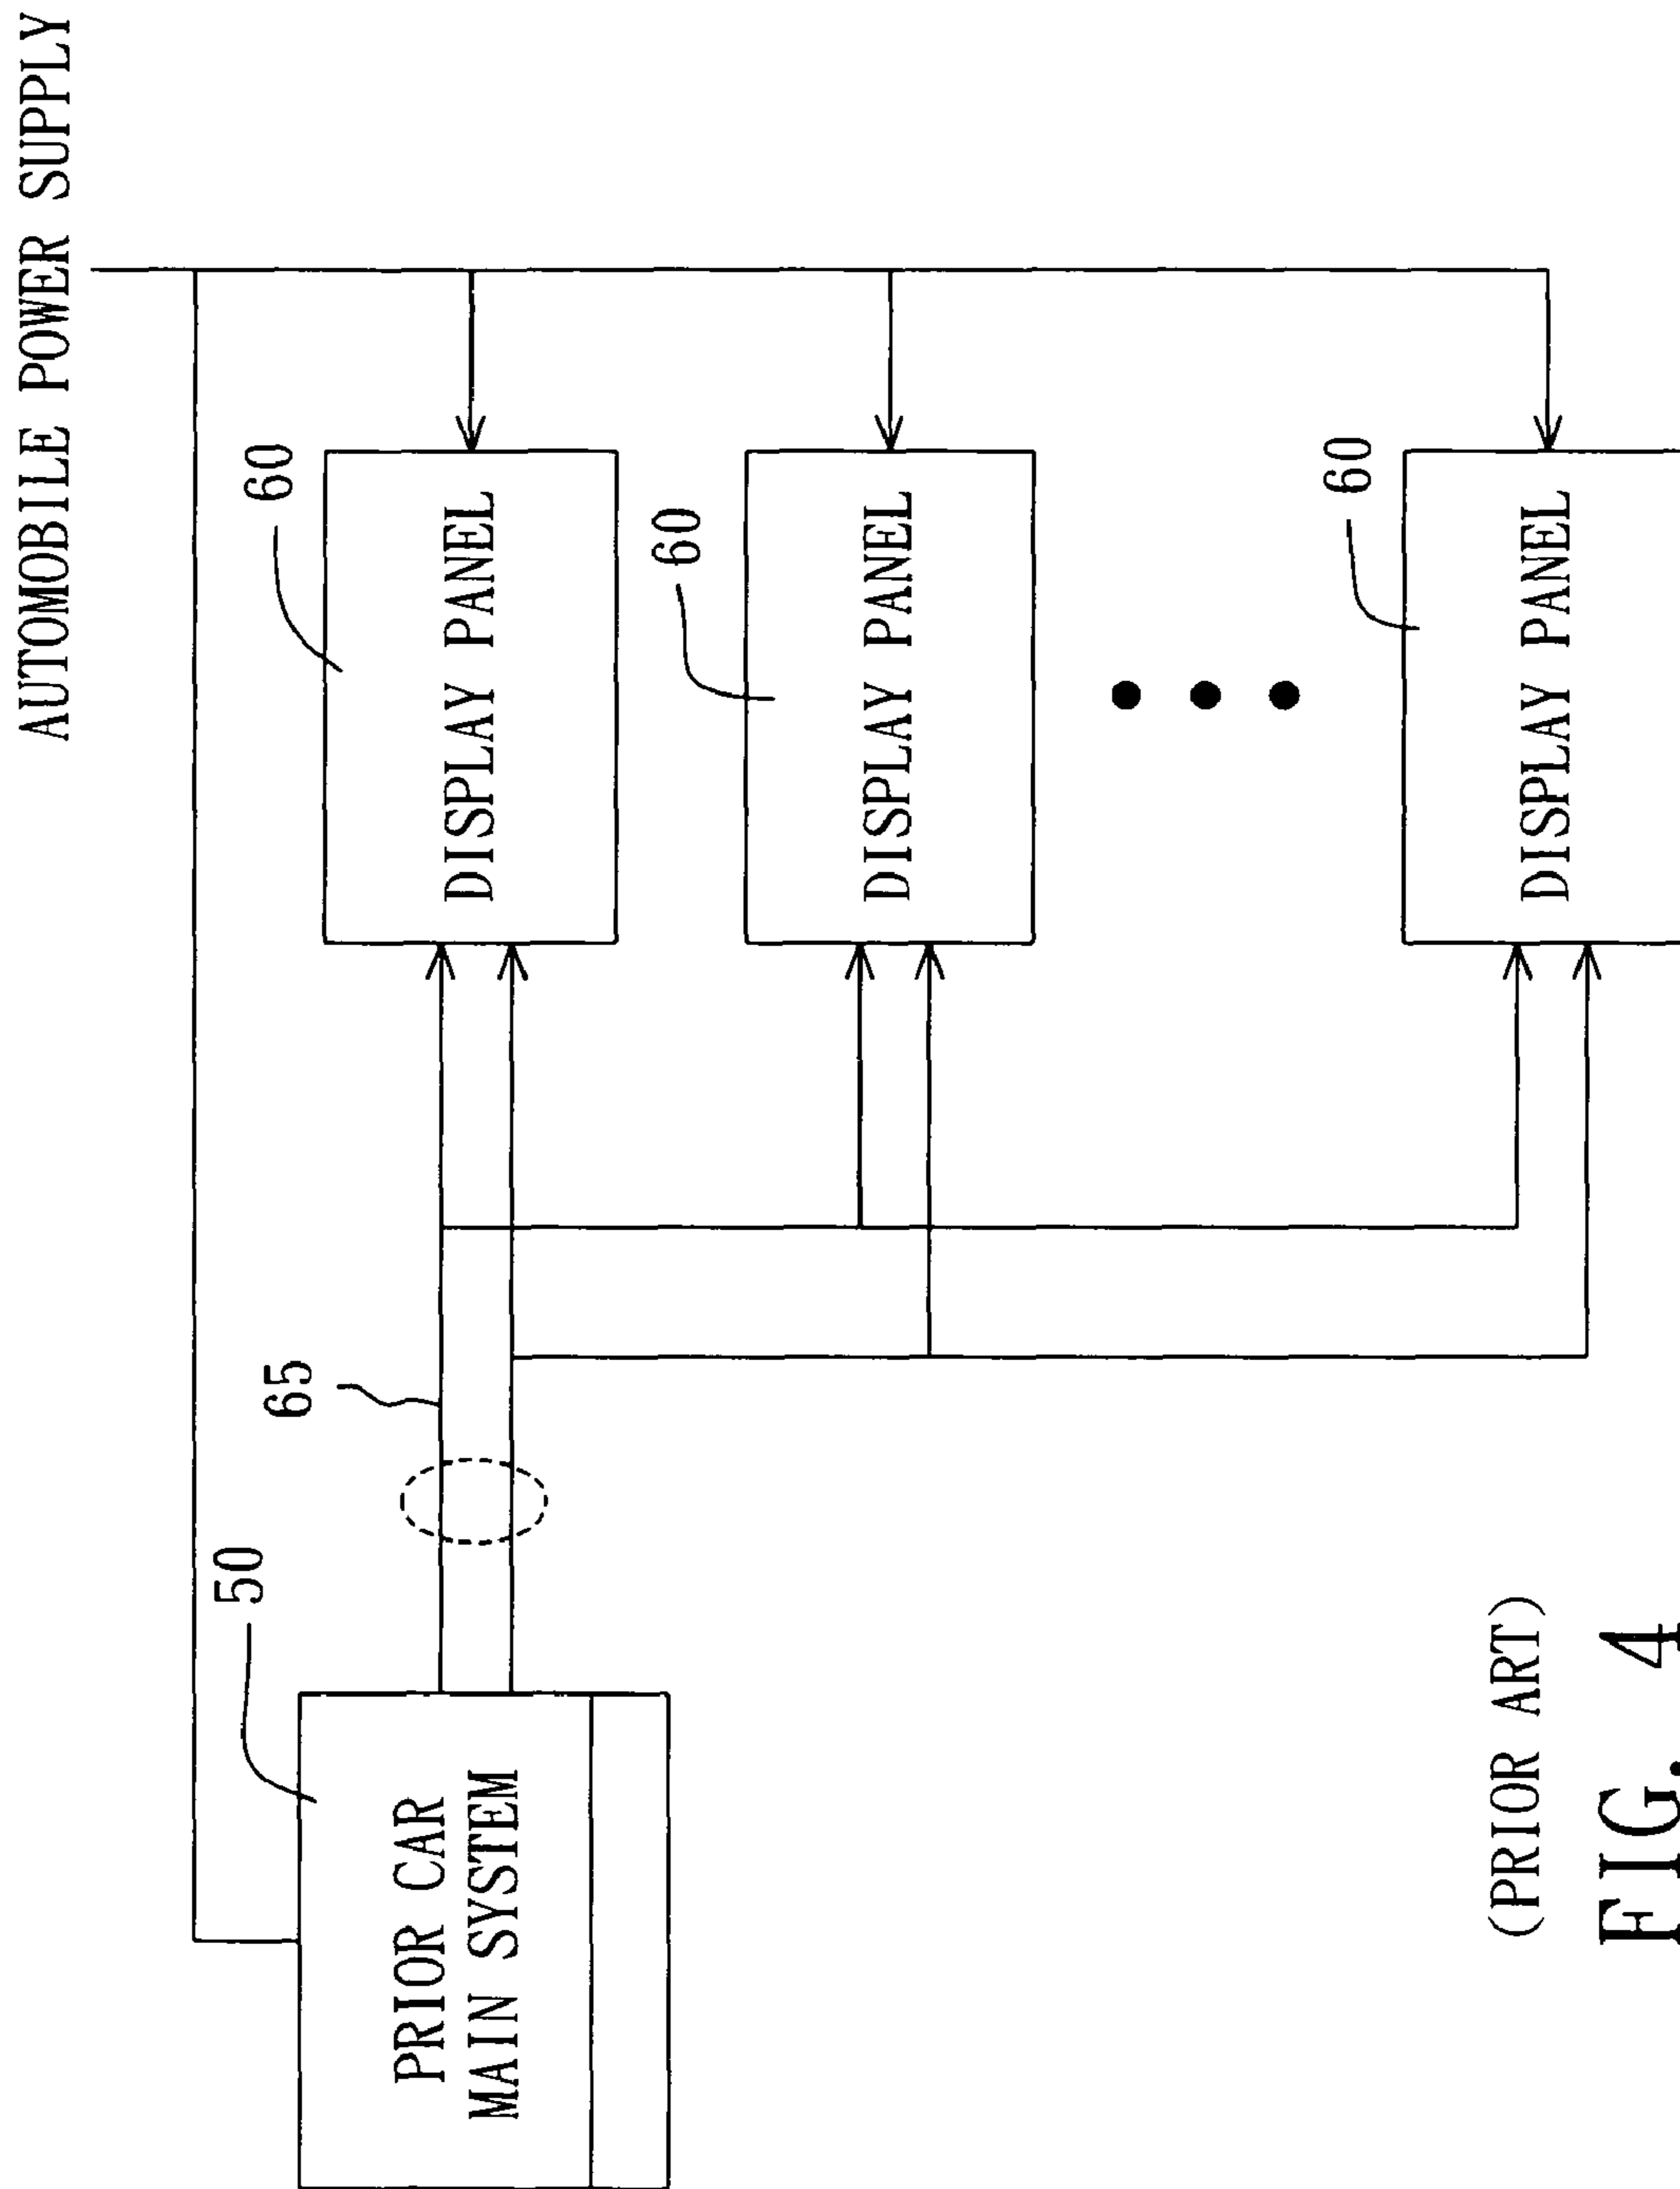 AUTOMOBILE POWER SUPPLY
50
PRIOR CAR
MAIN SYSTEM
65
60
DISPLAY PANEL
60
DISPLAY PANEL
60
DISPLAY PANEL
(PRIOR ART)
FIG. 4